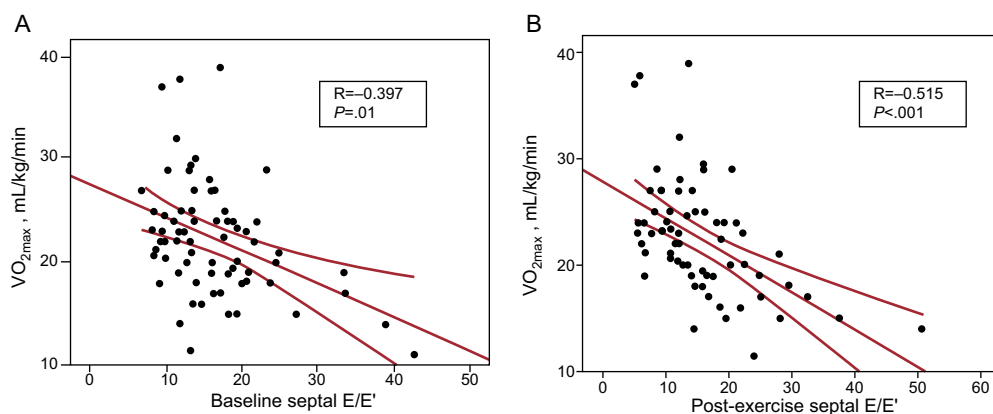 A
40
30
20
10
VO2max , mL/kg/min
R=–0.397
P=.01
0 10 20 30 40 50
Baseline septal E/E'
B
40
30
20
10
VO2max , mL/kg/min
R=–0.515
P<.001
0 10 20 30 40 50 60
Post-exercise septal E/E'